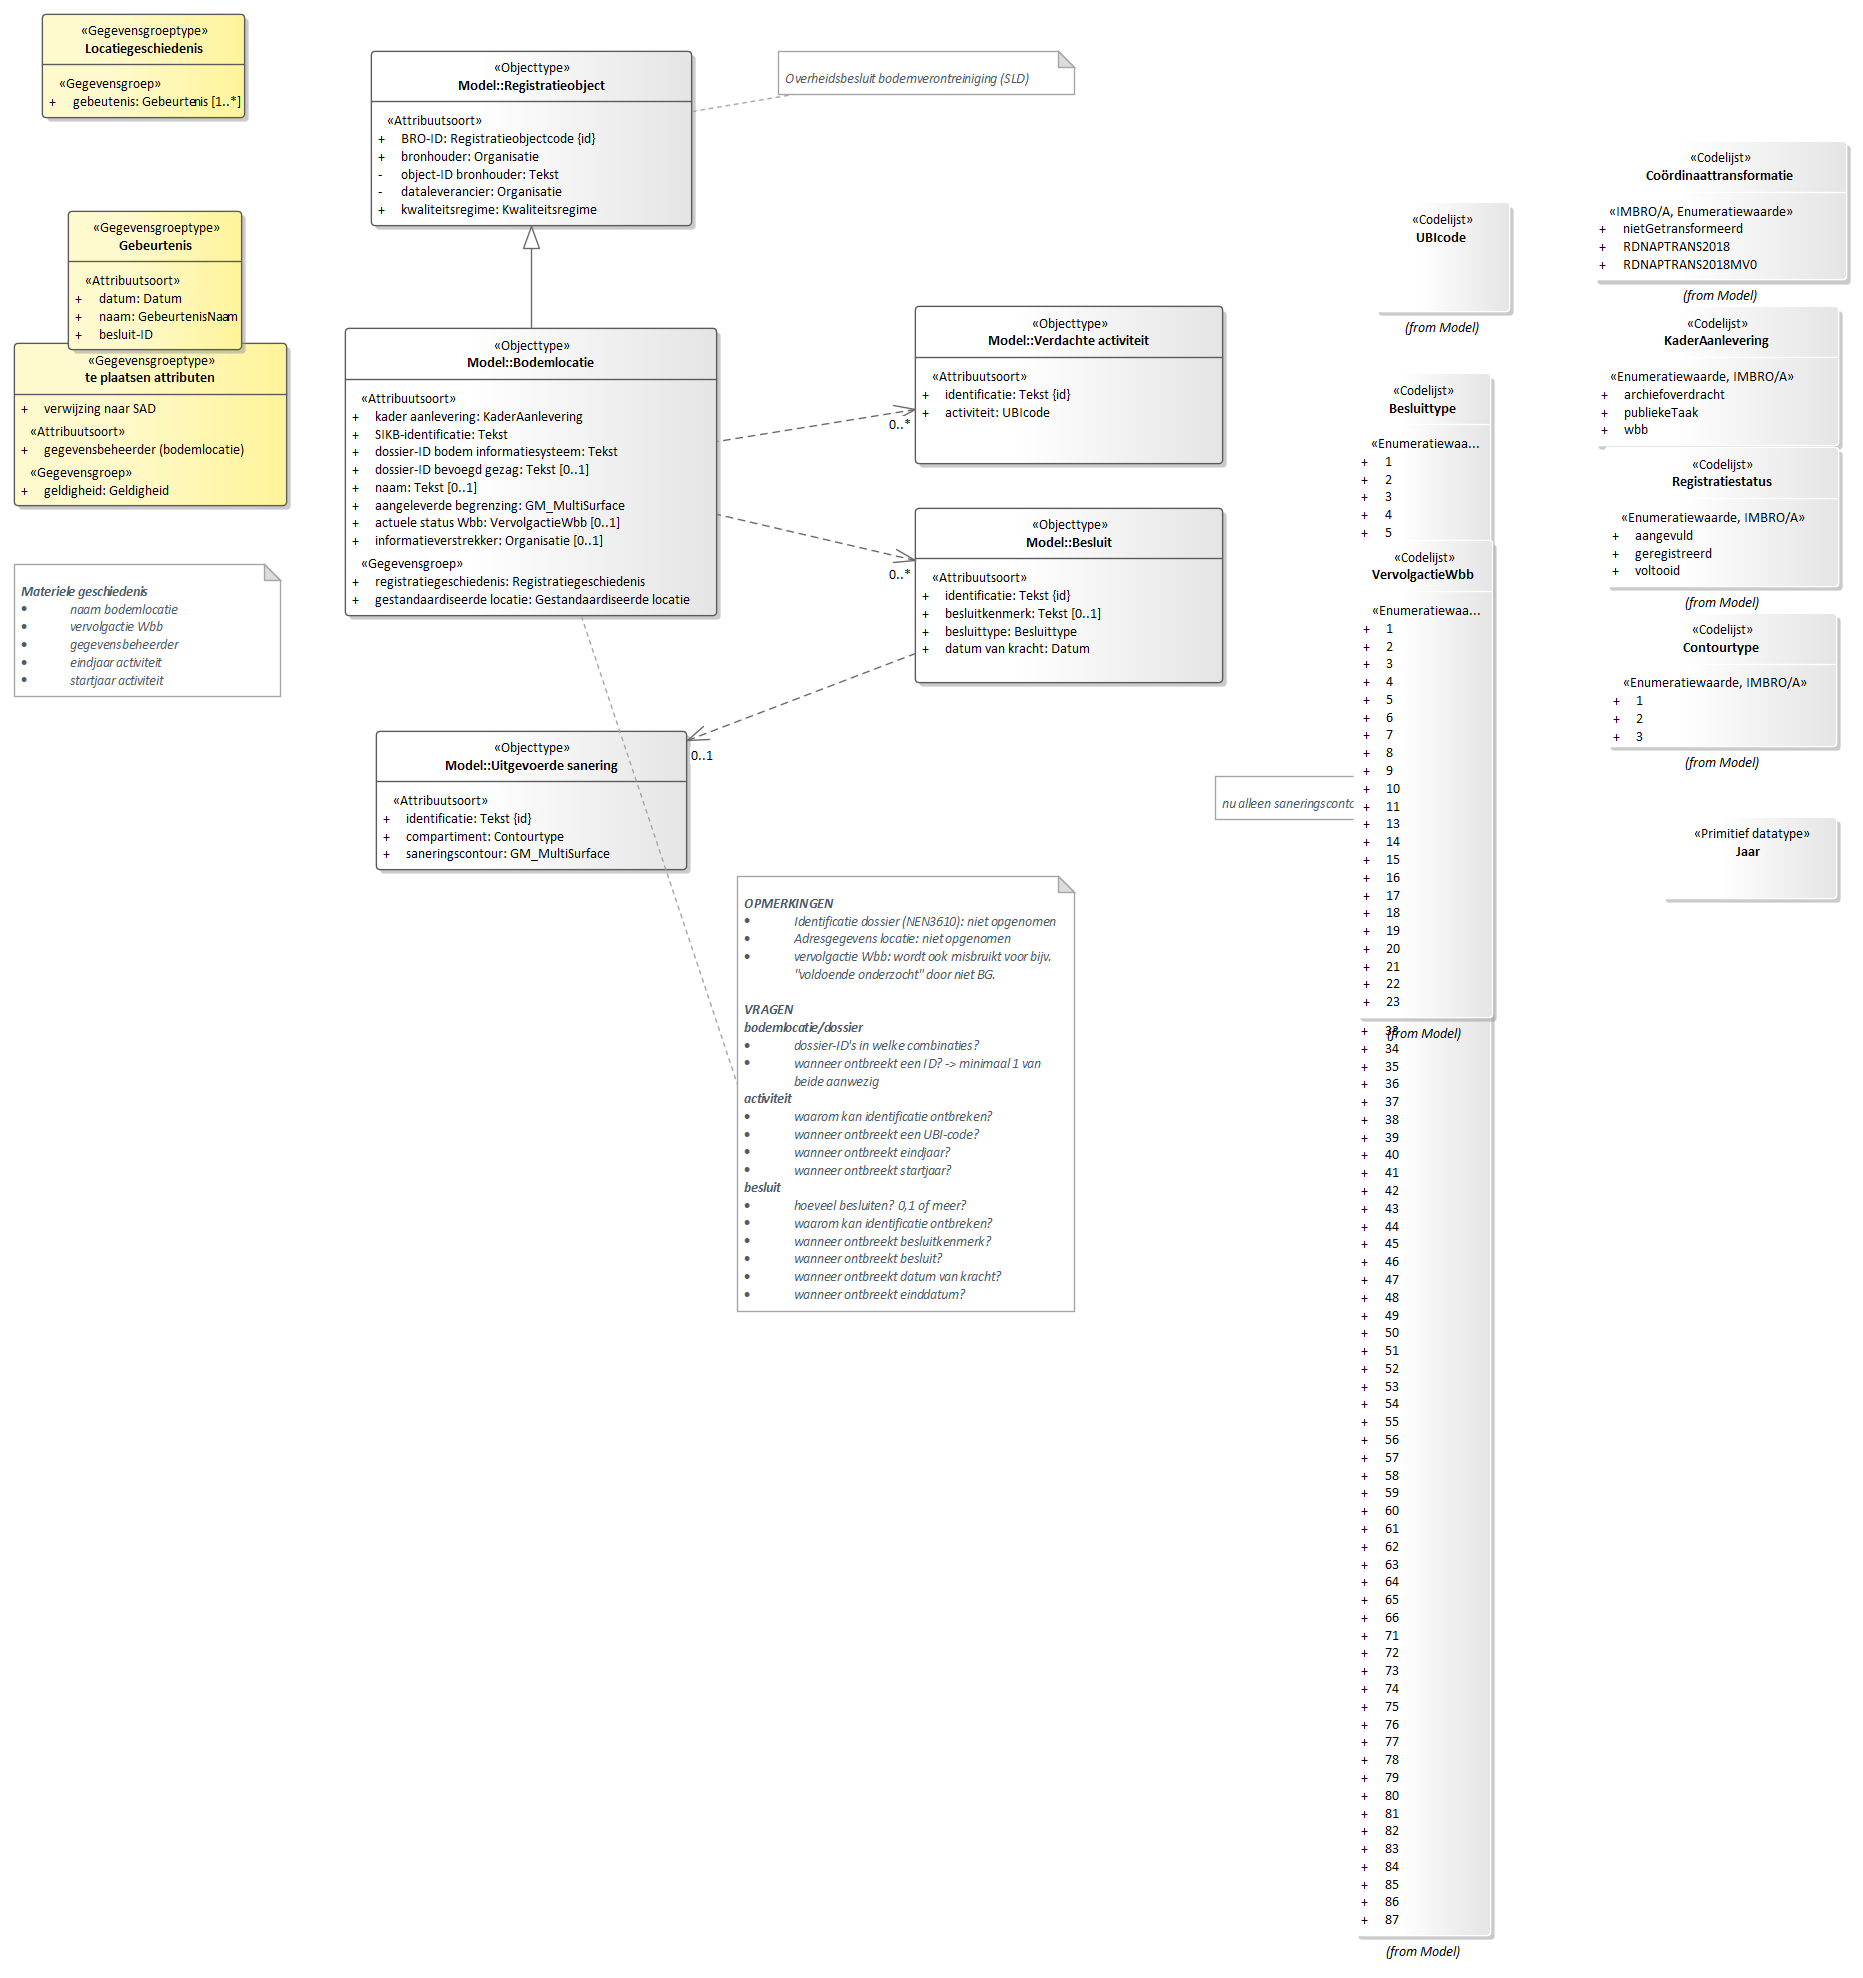 «Gegevensgroeptype»
Locatiegeschiedenis
«Gegevensgroep»
+ gebeutenis: Gebeurtenis [1..*]
«Gegevensgroeptype»
Gebeurtenis
«Attribuutsoort»
+ datum: Datum
+ naam: GebeurtenisNaam
+ besluit-ID
«Gegevensgroeptype»
te plaatsen attributen
+ verwijzing naar SAD
«Attribuutsoort»
+ gegevensbeheerder (bodemlocatie)
«Gegevensgroep»
+ geldigheid: Geldigheid
Materiele geschiedenis
• naam bodemlocatie
• vervolgactie Wbb
• gegevensbeheerder
• eindjaar activiteit
• startjaar activiteit
«Objecttype»
Model::Registratieobject
«Attribuutsoort»
+ BRO-ID: Registratieobjectcode {id}
+ bronhouder: Organisatie
- object-ID bronhouder: Tekst
- dataleverancier: Organisatie
+ kwaliteitsregime: Kwaliteitsregime
Overheidsbesluit bodemverontreiniging (SLD)
«Objecttype»
Model::Bodemlocatie
«Attribuutsoort»
+ kader aanlevering: KaderAanlevering
+ SIKB-identificatie: Tekst
+ dossier-ID bodem informatiesysteem: Tekst
+ dossier-ID bevoegd gezag: Tekst [0..1]
+ naam: Tekst [0..1]
+ aangeleverde begrenzing: GM_MultiSurface
+ actuele status Wbb: VervolgactieWbb [0..1]
+ informatieverstrekker: Organisatie [0..1]
«Gegevensgroep»
+ registratiegeschiedenis: Registratiegeschiedenis
+ gestandaardiseerde locatie: Gestandaardiseerde locatie
«Objecttype»
Model::Verdachte activiteit
«Attribuutsoort»
+ identificatie: Tekst {id}
+ activiteit: UBIcode
0..*
«Objecttype»
Model::Besluit
«Attribuutsoort»
+ identificatie: Tekst {id}
+ besluitkenmerk: Tekst [0..1]
+ besluittype: Besluittype
+ datum van kracht: Datum
0..*
«Objecttype»
Model::Uitgevoerde sanering
«Attribuutsoort»
+ identificatie: Tekst {id}
+ compartiment: Contourtype
+ saneringscontour: GM_MultiSurface
0..1
OPMERKINGEN
• Identificatie dossier (NEN3610): niet opgenomen
• Adresgegevens locatie: niet opgenomen
• vervolgactie Wbb: wordt ook misbruikt voor bijv.
"voldoende onderzocht" door niet BG.
VRAGEN
bodemlocatie/dossier
• dossier-ID's in welke combinaties?
• wanneer ontbreekt een ID? -> minimaal 1 van
beide aanwezig
activiteit
• waarom kan identificatie ontbreken?
• wanneer ontbreekt een UBI-code?
• wanneer ontbreekt eindjaar?
• wanneer ontbreekt startjaar?
besluit
• hoeveel besluiten? 0,1 of meer?
• waarom kan identificatie ontbreken?
• wanneer ontbreekt besluitkenmerk?
• wanneer ontbreekt besluit?
• wanneer ontbreekt datum van kracht?
• wanneer ontbreekt einddatum?
nu alleen
«Codelijst»
UBIcode
(from Model)
«Codelijst»
Besluittype
«Enumeratiewaa...
+ 1
+ 2
+ 3
+ 4
+ 5
«Codelijst»
VervolgactieWbb
«Enumeratiewaa...
+ 1
+ 2
+ 3
+ 4
+ 5
+ 6
+ 7
+ 8
+ 9
+ 10
+ 11
+ 13
+ 14
+ 15
+ 16
+ 17
+ 18
+ 19
+ 20
+ 21
+ 22
+ 23
(from Model)
+ 33
+ 34
+ 35
+ 36
+ 37
+ 38
+ 39
+ 40
+ 41
+ 42
+ 43
+ 44
+ 45
+ 46
+ 47
+ 48
+ 49
+ 50
+ 51
+ 52
+ 53
+ 54
+ 55
+ 56
+ 57
+ 58
+ 59
+ 60
+ 61
+ 62
+ 63
+ 64
+ 65
+ 66
+ 71
+ 72
+ 73
+ 74
+ 75
+ 76
+ 77
+ 78
+ 79
+ 80
+ 81
+ 82
+ 83
+ 84
+ 85
+ 86
+ 87
(from Model)
«Codelijst»
Coördinaattransformatie
«IMBRO/A, Enumeratiewaarde»
+ nietGetransformeerd
+ RDNAPTRANS2018
+ RDNAPTRANS2018MV0
(from Model)
«Codelijst»
KaderAanlevering
«Enumeratiewaarde, IMBRO/A»
+ archiefoverdracht
+ publiekeTaak
+ wbb
«Codelijst»
Registratiestatus
«Enumeratiewaarde, IMBRO/A»
+ aangevuld
+ geregistreerd
+ voltooid
(from Model)
«Codelijst»
Contourtype
«Enumeratiewaarde, IMBRO/A»
+ 1
+ 2
+ 3
(from Model)
«Primitief datatype»
Jaar